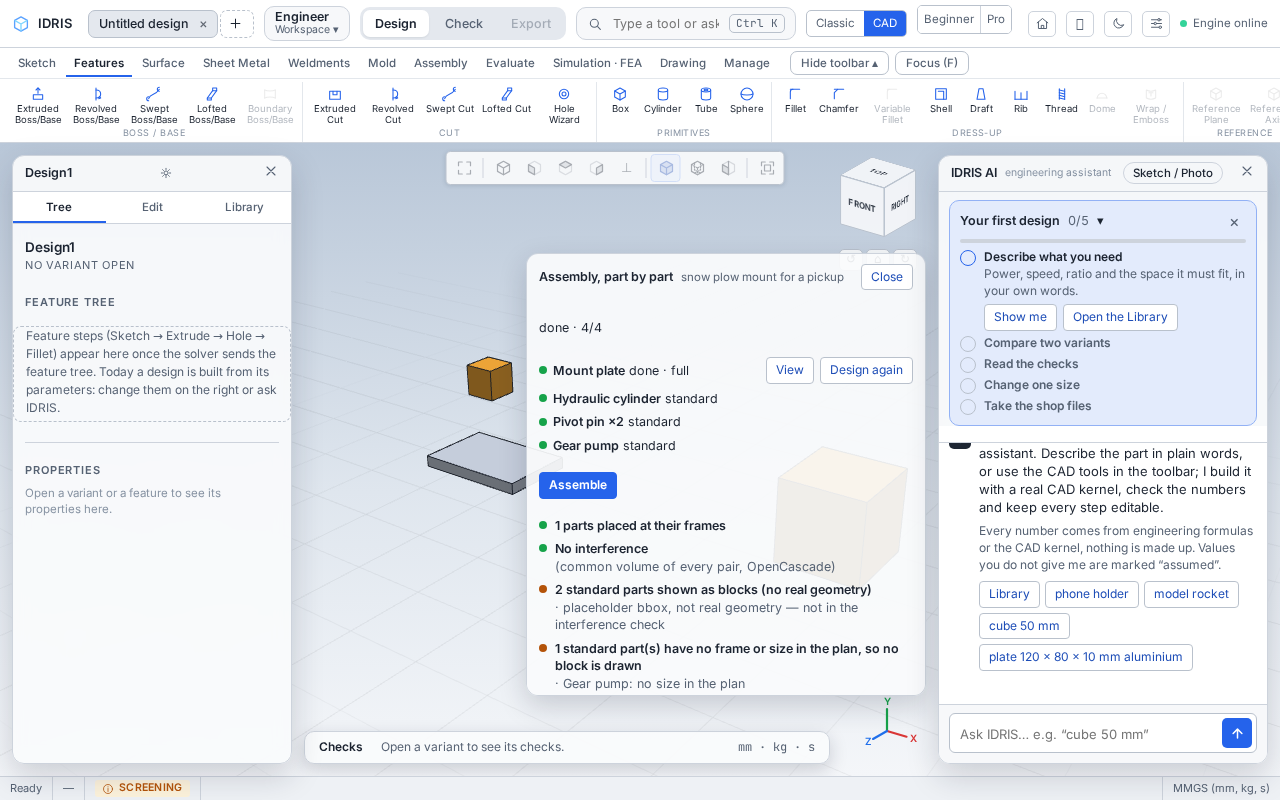 IDRIS
Untitled design ×
+
Engineer
Workspace ▾
Design
Check
Export
Type a tool or ask
Ctrl K
Classic
CAD
Beginner
Pro
Engine online
Sketch
Features
Surface
Sheet Metal
Weldments
Mold
Assembly
Evaluate
Simulation · FEA
Drawing
Manage
Hide toolbar ▴
Focus (F)
Extruded Boss/Base
Revolved Boss/Base
Swept Boss/Base
Lofted Boss/Base
Boundary Boss/Base
BOSS / BASE
Extruded Cut
Revolved Cut
Swept Cut
Lofted Cut
Hole Wizard
CUT
Box
Cylinder
Tube
Sphere
PRIMITIVES
Fillet
Chamfer
Variable Fillet
Shell
Draft
Rib
Thread
Dome
Wrap / Emboss
DRESS-UP
Reference Plane
REFERENCE
Design1
Tree
Edit
Library
Design1
NO VARIANT OPEN
FEATURE TREE
Feature steps (Sketch → Extrude → Hole →
Fillet) appear here once the solver sends the
feature tree. Today a design is built from its
parameters: change them on the right or ask
IDRIS.
PROPERTIES
Open a variant or a feature to see its
properties here.
TOP
FRONT
RIGHT
Assembly, part by part snow plow mount for a pickup
Close
done · 4/4
Mount plate done · full
View
Design again
Hydraulic cylinder standard
Pivot pin ×2 standard
Gear pump standard
Assemble
1 parts placed at their frames
No interference
(common volume of every pair, OpenCascade)
2 standard parts shown as blocks (no real geometry)
· placeholder bbox, not real geometry — not in the
interference check
1 standard part(s) have no frame or size in the plan, so no
block is drawn
· Gear pump: no size in the plan
Y
X
Z
Checks Open a variant to see its checks. mm · kg · s
IDRIS AI engineering assistant
Sketch / Photo
Your first design 0/5 ▾
×
Describe what you need
Power, speed, ratio and the space it must fit, in
your own words.
Show me
Open the Library
Compare two variants
Read the checks
Change one size
Take the shop files
assistant. Describe the part in plain words,
or use the CAD tools in the toolbar; I build it
with a real CAD kernel, check the numbers
and keep every step editable.
Every number comes from engineering formulas
or the CAD kernel, nothing is made up. Values
you do not give me are marked “assumed”.
Library
phone holder
model rocket
cube 50 mm
plate 120 × 80 × 10 mm aluminium
Ask IDRIS... e.g. “cube 50 mm”
Ready
—
SCREENING
MMGS (mm, kg, s)